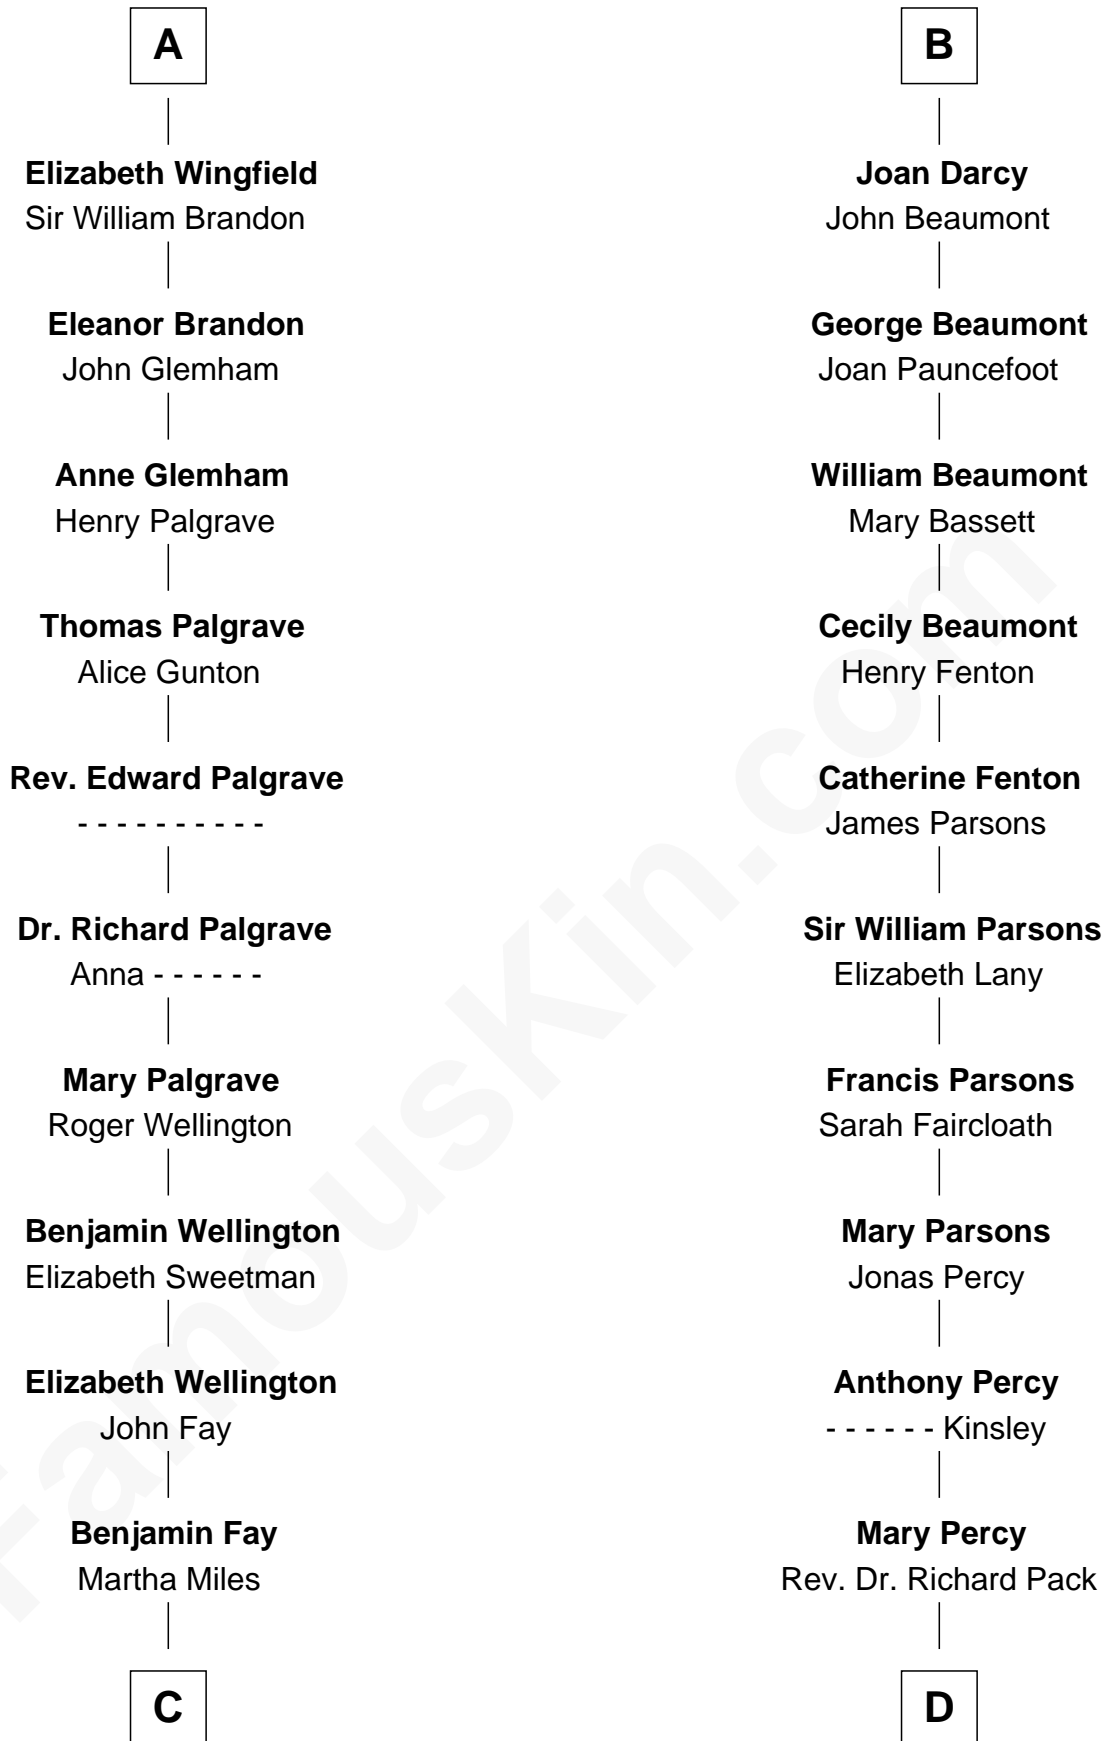 A
Elizabeth Wingfield
Sir William Brandon
Eleanor Brandon
John Glemham
Anne Glemham
Henry Palgrave
Thomas Palgrave
Alice Gunton
Rev. Edward Palgrave
- - - - - - - - - -
Dr. Richard Palgrave
Anna - - - - - -
Mary Palgrave
Roger Wellington
Benjamin Wellington
Elizabeth Sweetman
Elizabeth Wellington
John Fay
Benjamin Fay
Martha Miles
C
B
Joan Darcy
John Beaumont
George Beaumont
Joan Pauncefoot
William Beaumont
Mary Bassett
Cecily Beaumont
Henry Fenton
Catherine Fenton
James Parsons
Sir William Parsons
Elizabeth Lany
Francis Parsons
Sarah Faircloath
Mary Parsons
Jonas Percy
Anthony Percy
- - - - - - Kinsley
Mary Percy
Rev. Dr. Richard Pack
D
FamousKin.com